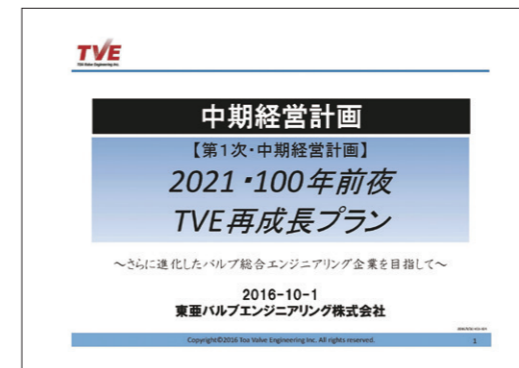 TVE
Toa Valve Engineering Inc.
中期経営計画
【第1次・中期経営計画】
2021・100年前夜
TVE再成長プラン
～さらに進化したバルブ総合エンジニアリング企業を目指して～
2016-10-1
東亜バルブエンジニアリング株式会社
Copyright©2016 Toa Valve Engineering Inc. All rights reserved.
1